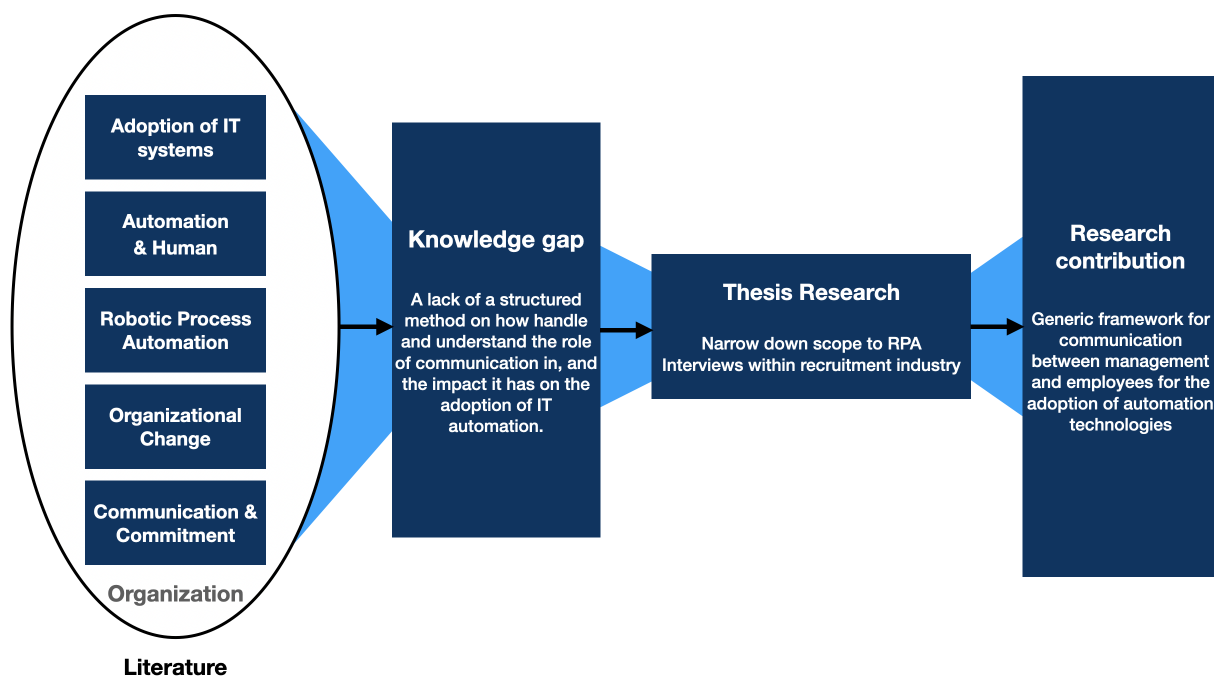 Adoption of IT
systems
Automation
& Human
Robotic Process
Automation
Organizational
Change
Communication &
Commitment
Organization
Literature
Knowledge gap
A lack of a structured
method on how handle
and understand the role
of communication in, and
the impact it has on the
adoption of IT
automation.
Thesis Research
Narrow down scope to RPA
Interviews within recruitment industry
Research
contribution
Generic framework for
communication
between management
and employees for the
adoption of automation
technologies